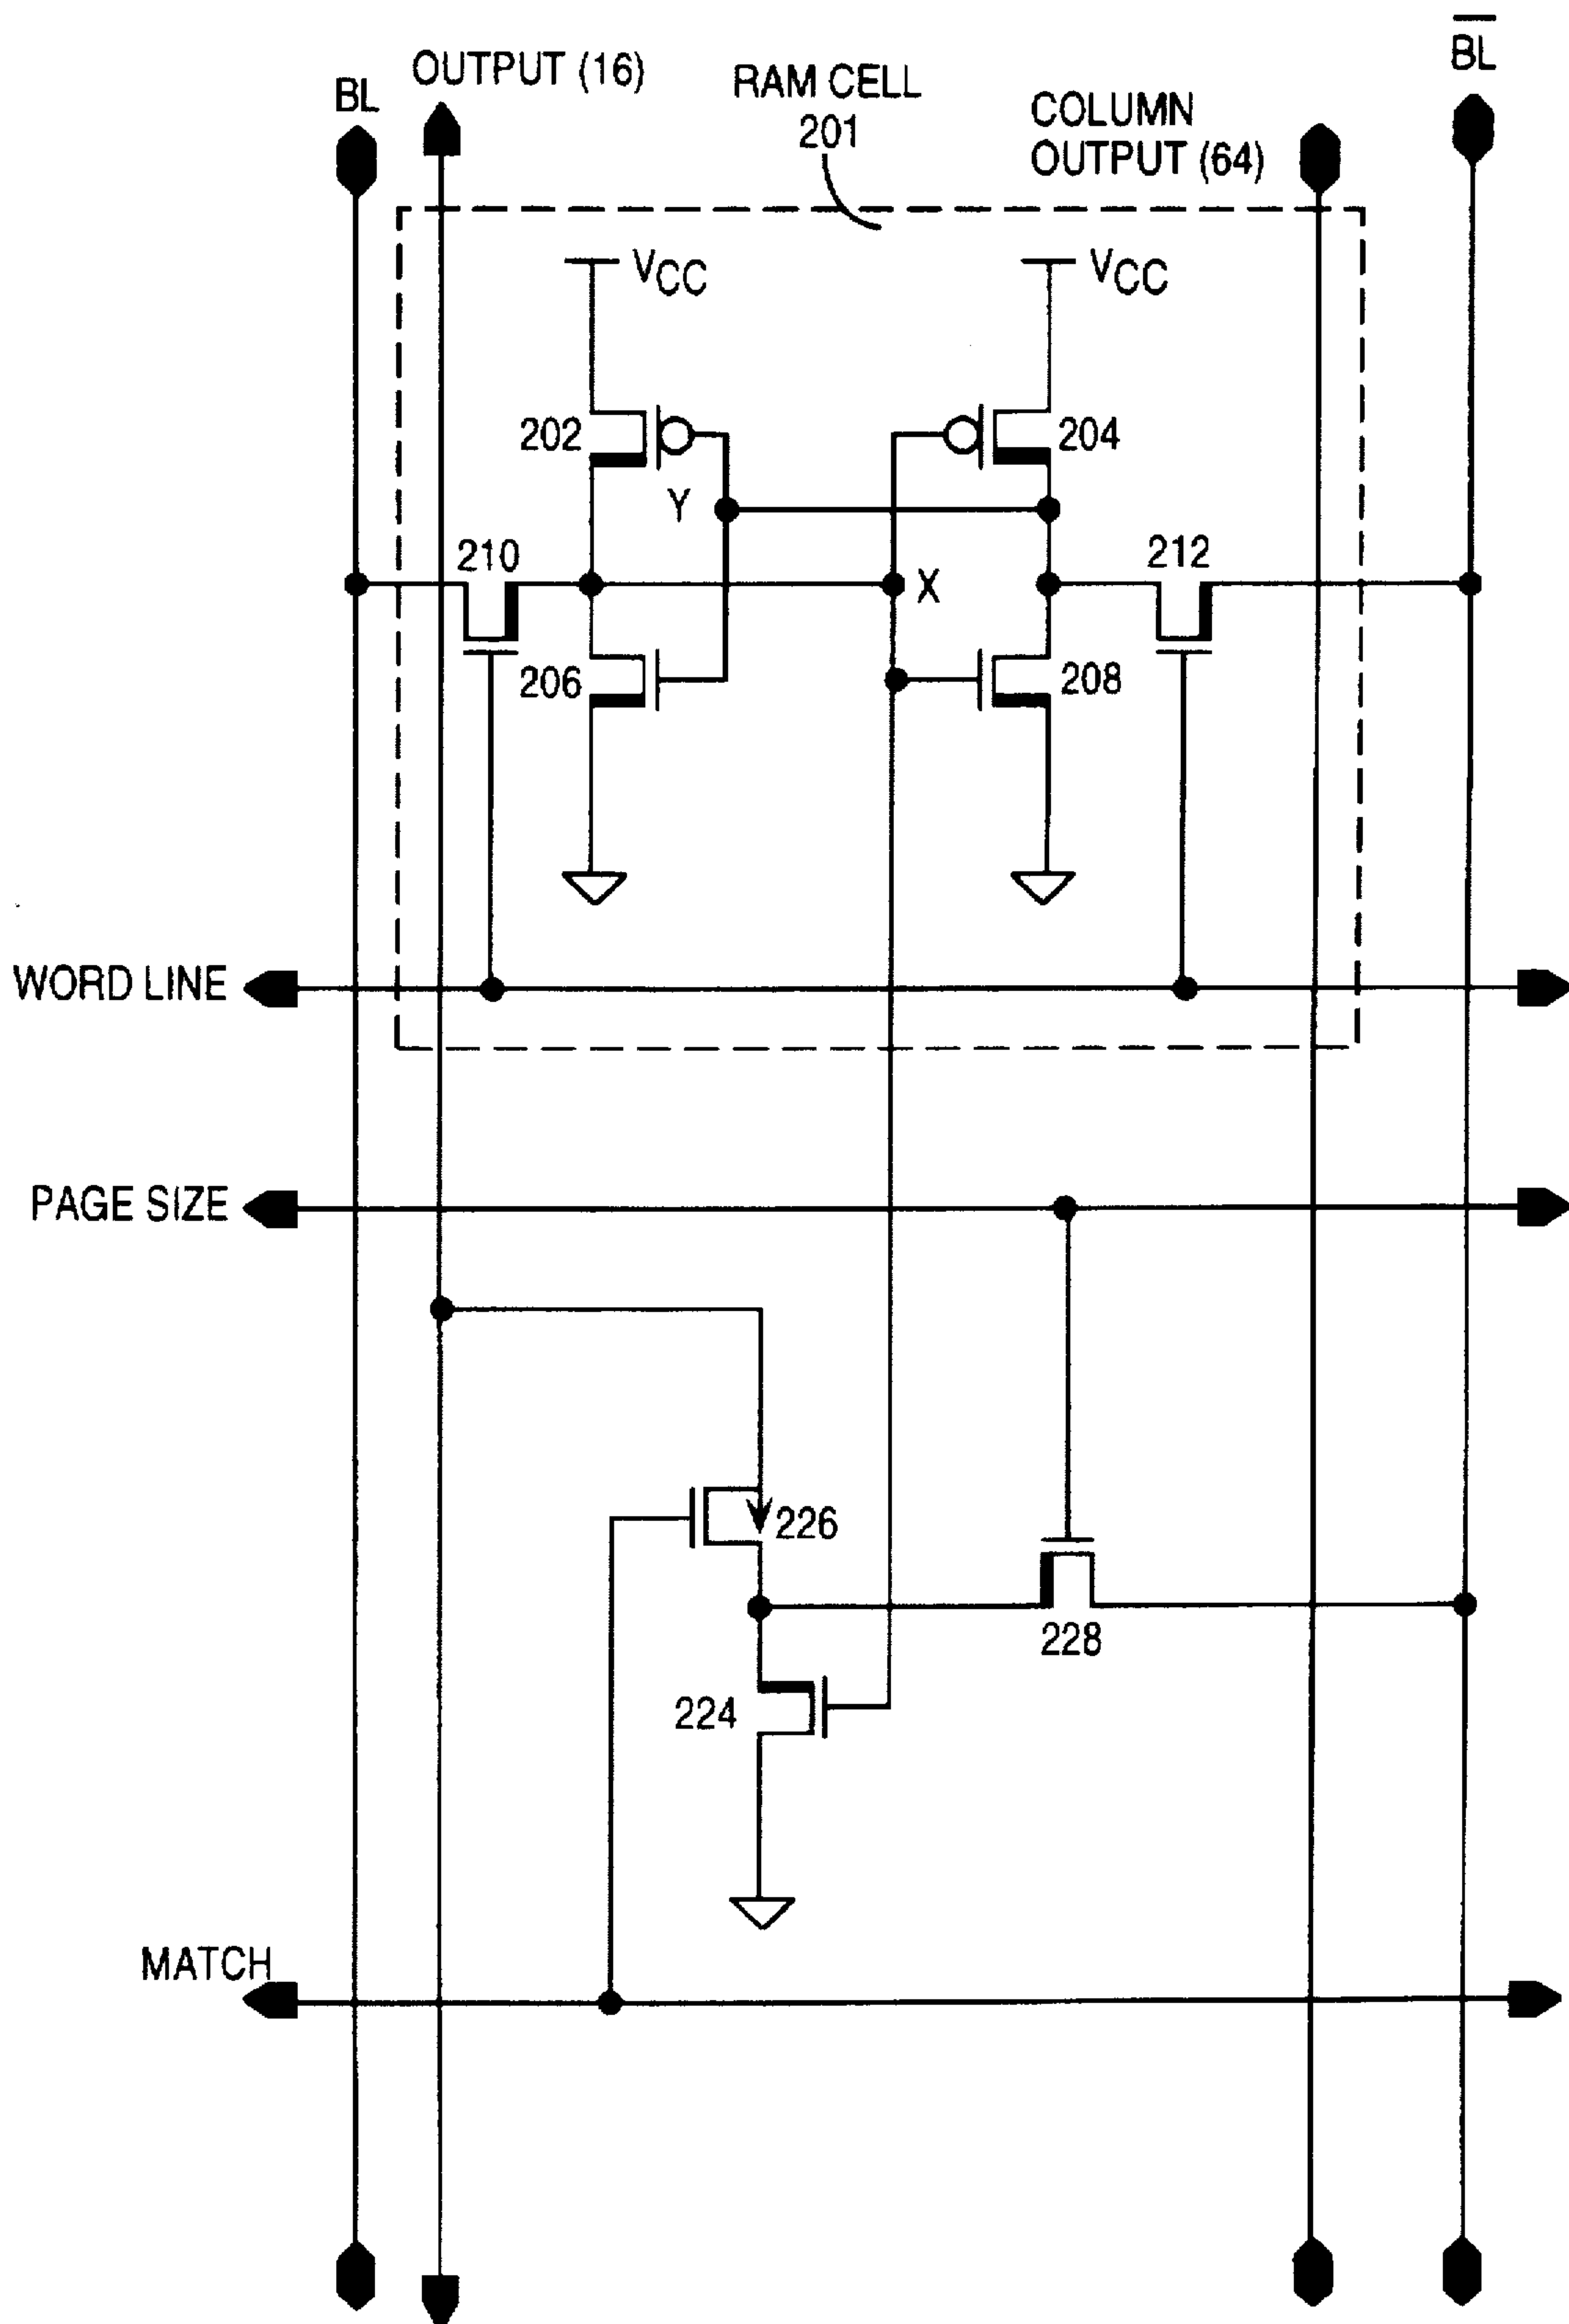 BL
OUTPUT (16)
RAM CELL
201
COLUMN
OUTPUT (64)
B̅L̅
VCC
VCC
202
204
Y
210
212
X
206
208
WORD LINE
PAGE SIZE
226
228
224
MATCH